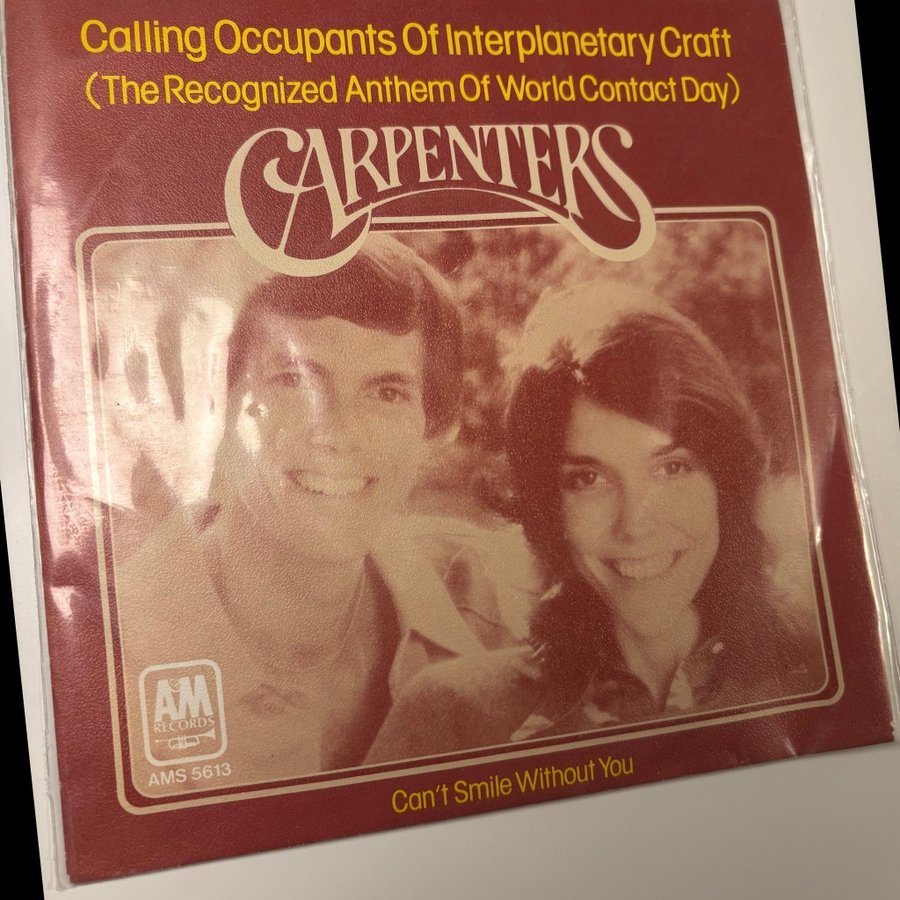 Calling Occupants Of Interplanetary Craft
(The Recognized Anthem Of World Contact Day)
CARPENTERS
A&M
RECORDS
AMS 5613
Can't Smile Without You